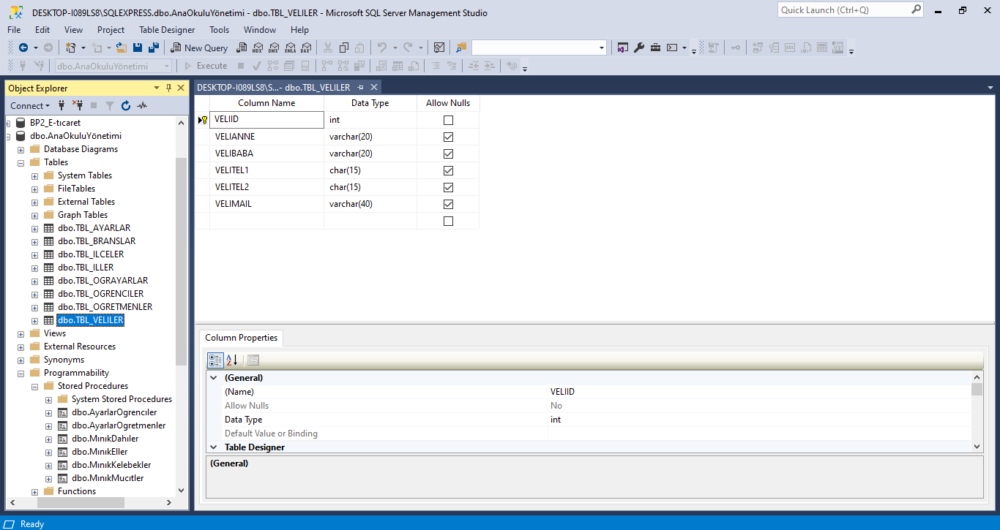 DESKTOP-I089LS8\SQLEXPRESS.dbo.AnaOkuluYönetimi - dbo.TBL_VELILER - Microsoft SQL Server Management Studio
Quick Launch (Ctrl+Q)
File Edit View Project Table Designer Tools Window Help
New Query MDX DMX XMLA DAX
dbo.AnaOkuluYönetimi Execute
Object Explorer
Connect
BP2_E-tıcaret
dbo.AnaOkuluYönetimi
Database Diagrams
Tables
System Tables
FileTables
External Tables
Graph Tables
dbo.TBL_AYARLAR
dbo.TBL_BRANSLAR
dbo.TBL_ILCELER
dbo.TBL_ILLER
dbo.TBL_OGRAYARLAR
dbo.TBL_OGRENCILER
dbo.TBL_OGRETMENLER
dbo.TBL_VELILER
Views
External Resources
Synonyms
Programmability
Stored Procedures
System Stored Procedures
dbo.AyarlarOgrencıler
dbo.AyarlarOgretmenler
dbo.MınıkDahıler
dbo.MınıkEller
dbo.MınıkKelebekler
dbo.MınıkMucıtler
Functions
DESKTOP-I089LS8\S...- dbo.TBL_VELILER
Column Name Data Type Allow Nulls
VELIID int
VELIANNE varchar(20)
VELIBABA varchar(20)
VELITEL1 char(15)
VELITEL2 char(15)
VELIMAIL varchar(40)
Column Properties
(General)
(Name) VELIID
Allow Nulls No
Data Type int
Default Value or Binding
Table Designer
(General)
Ready